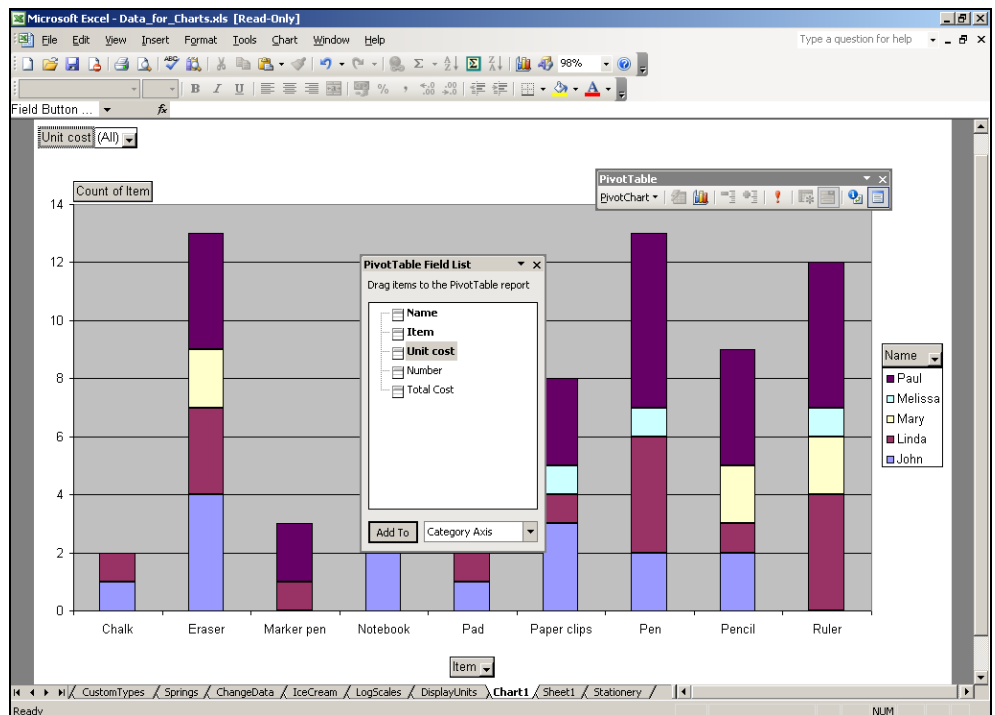 Microsoft Excel - Data_for_Charts.xls [Read-Only]
File Edit View Insert Format Tools Chart Window Help Type a question for help
98%
B I U
Field Button ... fx
Unit cost (All)
PivotTable
PivotChart
Count of Item
14
12
10
8
6
4
2
0
PivotTable Field List
Drag items to the PivotTable report
Name
Item
Unit cost
Number
Total Cost
Add To Category Axis
Name
Paul
Melissa
Mary
Linda
John
Chalk Eraser Marker pen Notebook Pad Paper clips Pen Pencil Ruler
Item
CustomTypes / Springs / ChangeData / IceCream / LogScales / DisplayUnits \ Chart1 / Sheet1 / Stationery /
Ready NUM